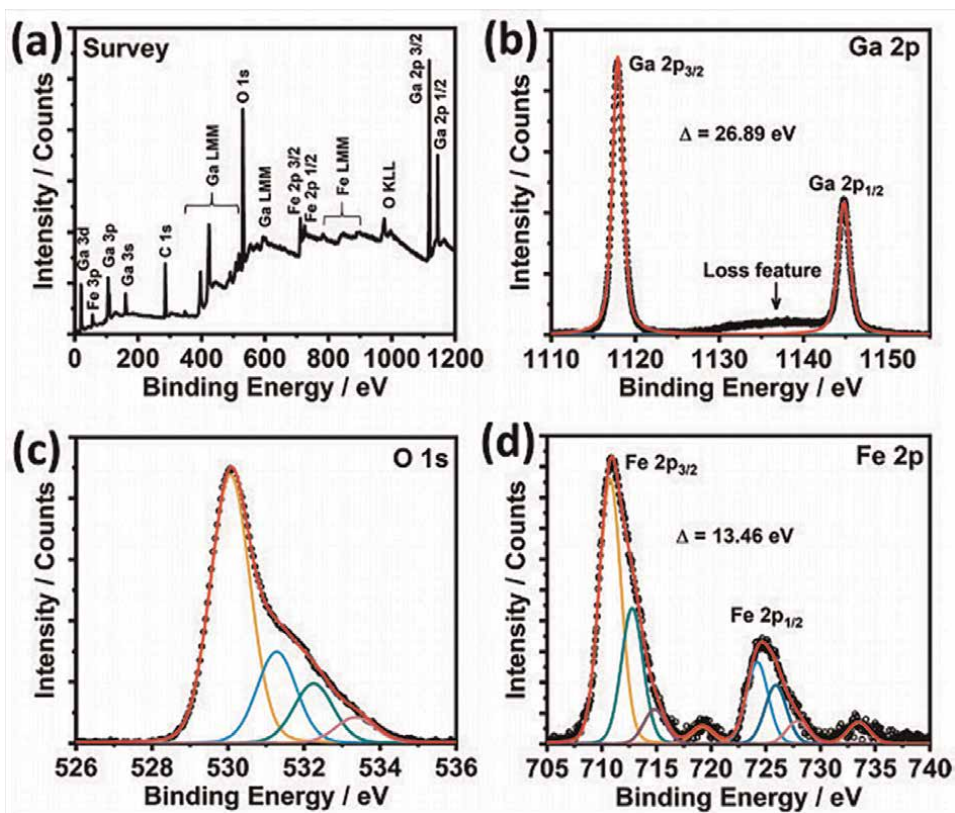 (a)
Survey
Intensity / Counts
Ga 3d
Fe 3p
Ga 3p
Ga 3s
C 1s
Ga LMM
O 1s
Ga LMM
Fe 2p 3/2
Fe 2p 1/2
Fe LMM
O KLL
Ga 2p 3/2
Ga 2p 1/2
0 200 400 600 800 1000 1200
Binding Energy / eV
(b)
Ga 2p
Intensity / Counts
Ga 2p3/2
Δ = 26.89 eV
Ga 2p1/2
Loss feature
1110 1120 1130 1140 1150
Binding Energy / eV
(c)
O 1s
Intensity / Counts
526 528 530 532 534 536
Binding Energy / eV
(d)
Fe 2p
Intensity / Counts
Fe 2p3/2
Δ = 13.46 eV
Fe 2p1/2
705 710 715 720 725 730 735 740
Binding Energy / eV